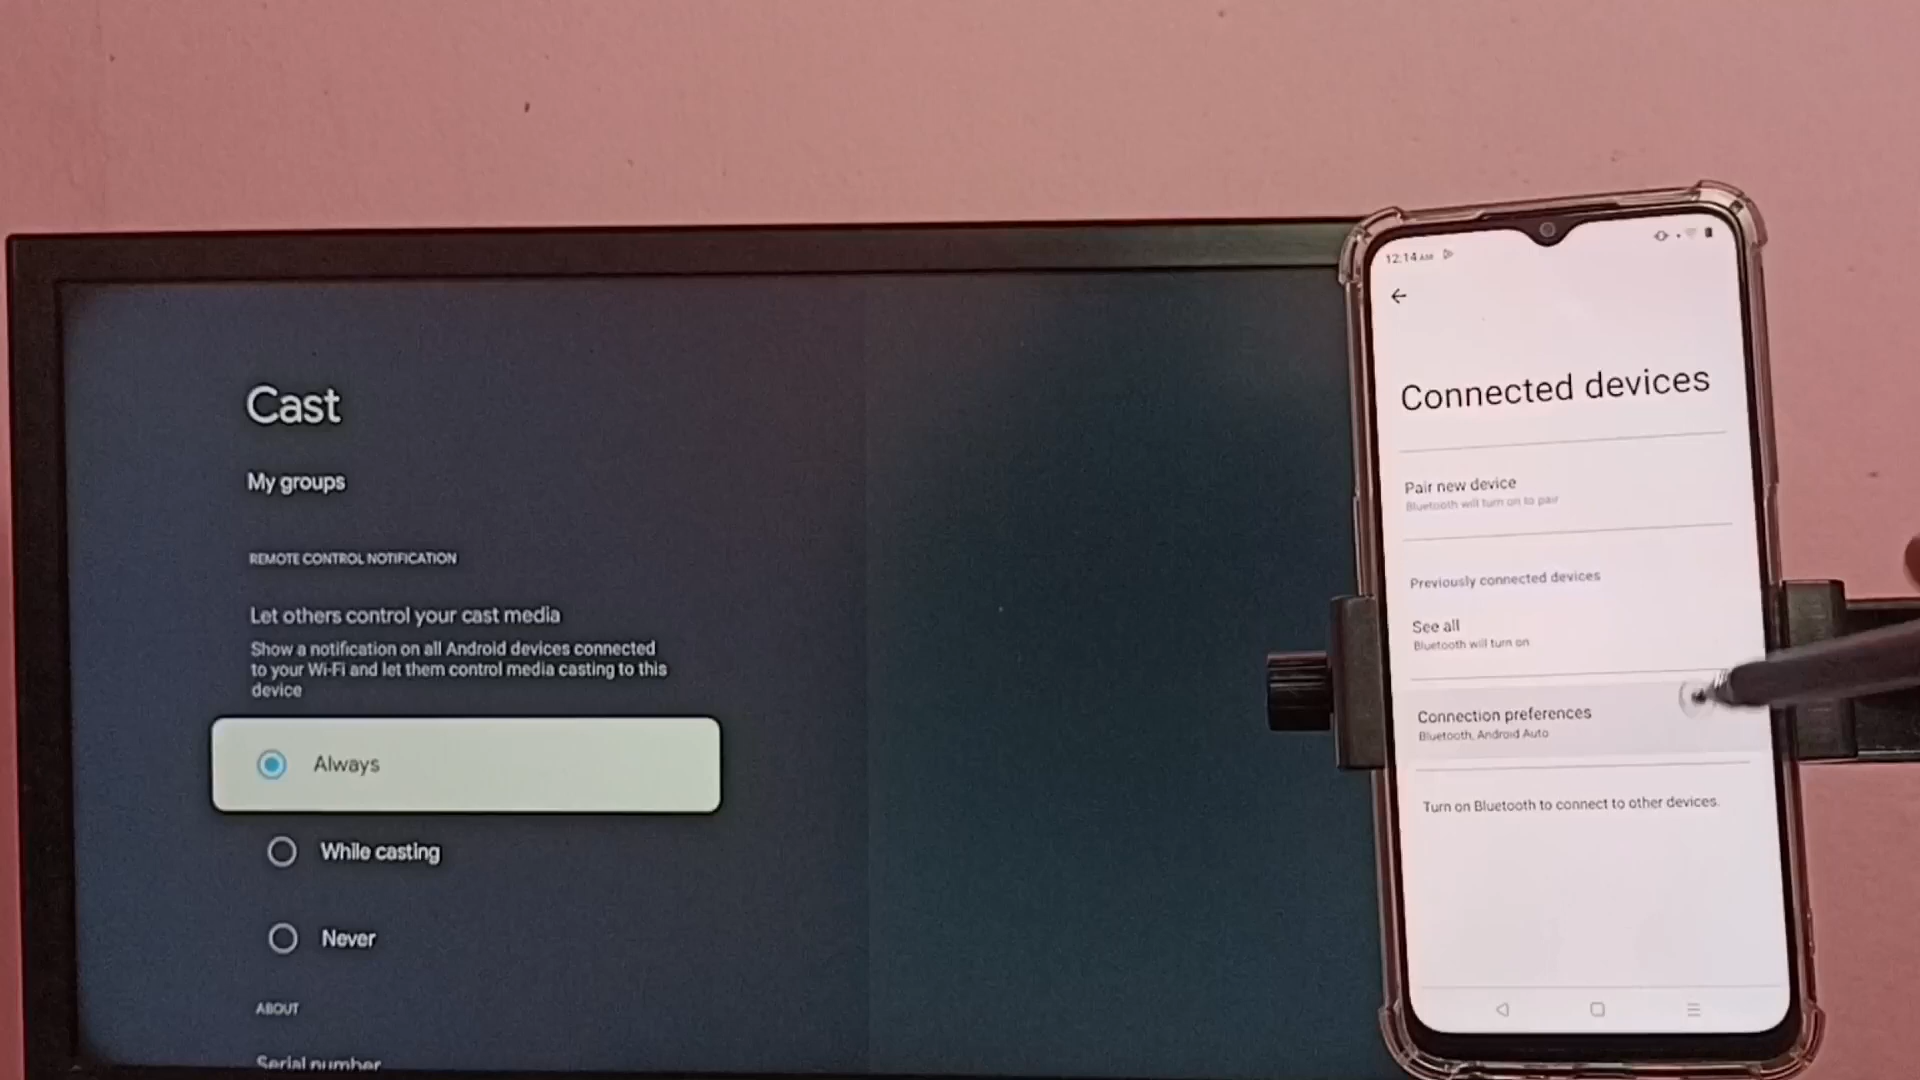 Cast
My groups
REMOTE CONTROL NOTIFICATION
Let others control your cast media
Show a notification on all Android devices connected
to your Wi-Fi and let them control media casting to this
device
Always
While casting
Never
ABOUT
Serial number
12:14 AM
Connected devices
Pair new device
Bluetooth will turn on to pair
Previously connected devices
See all
Bluetooth will turn on
Connection preferences
Bluetooth, Android Auto
Turn on Bluetooth to connect to other devices.